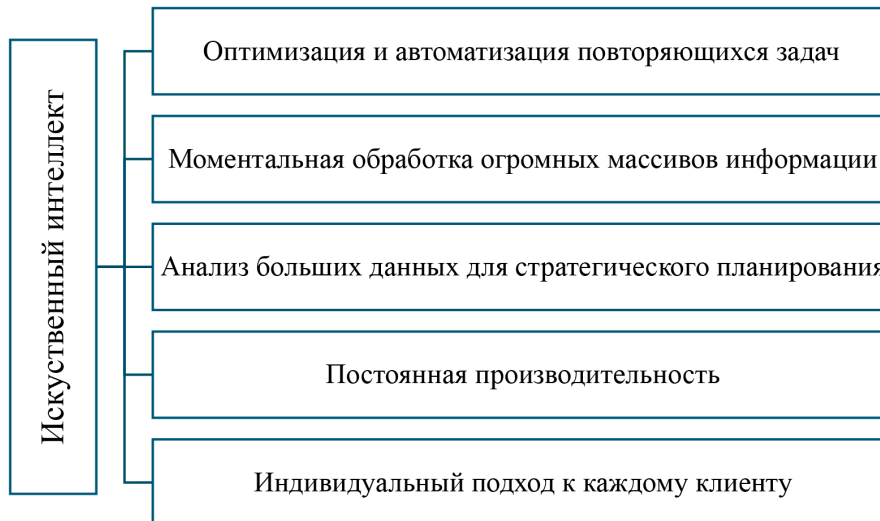 Искуственный интеллект
Оптимизация и автоматизация повторяющихся задач
Моментальная обработка огромных массивов информации
Анализ больших данных для стратегического планирования
Постоянная производительность
Индивидуальный подход к каждому клиенту